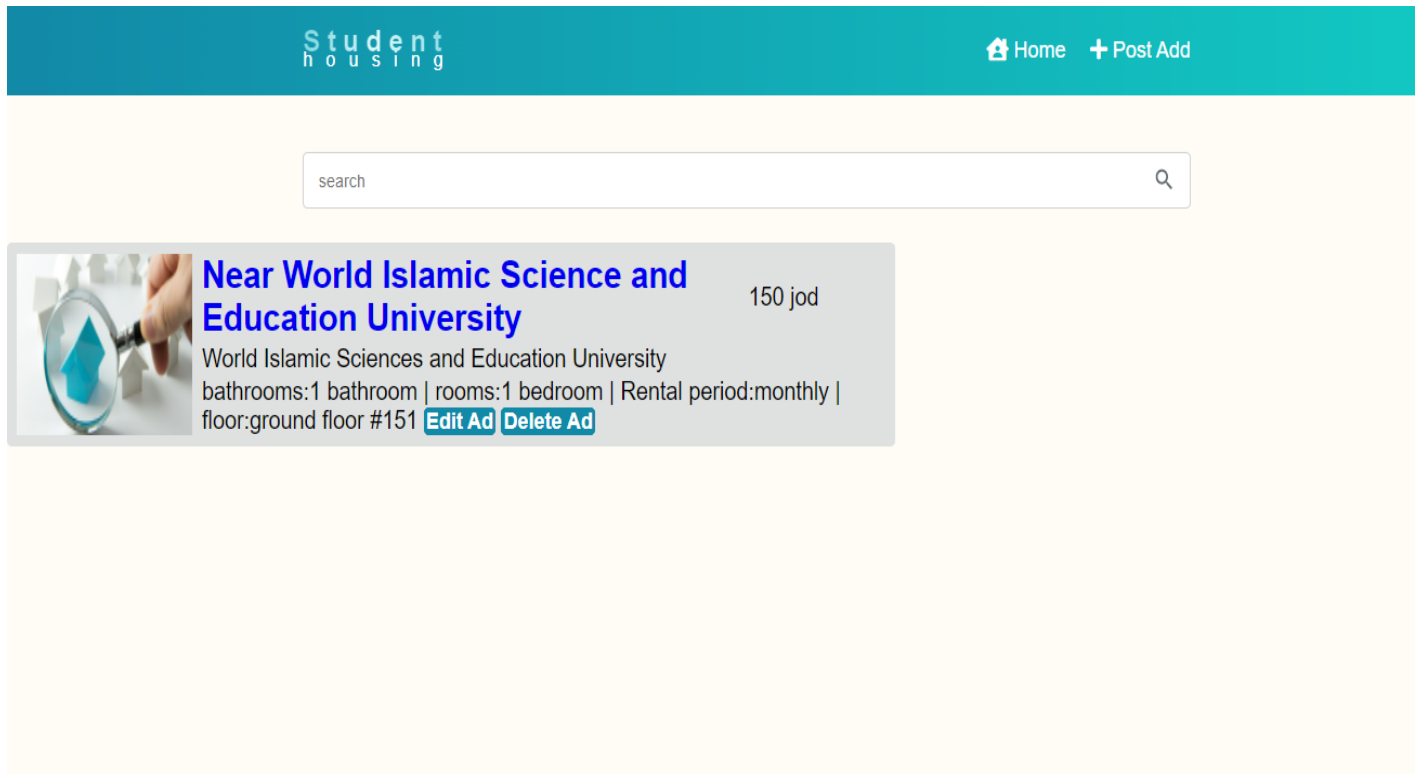 Student
housing
Home
Post Add
search
Near World Islamic Science and
Education University
150 jod
World Islamic Sciences and Education University
bathrooms:1 bathroom | rooms:1 bedroom | Rental period:monthly |
floor:ground floor #151 Edit Ad Delete Ad